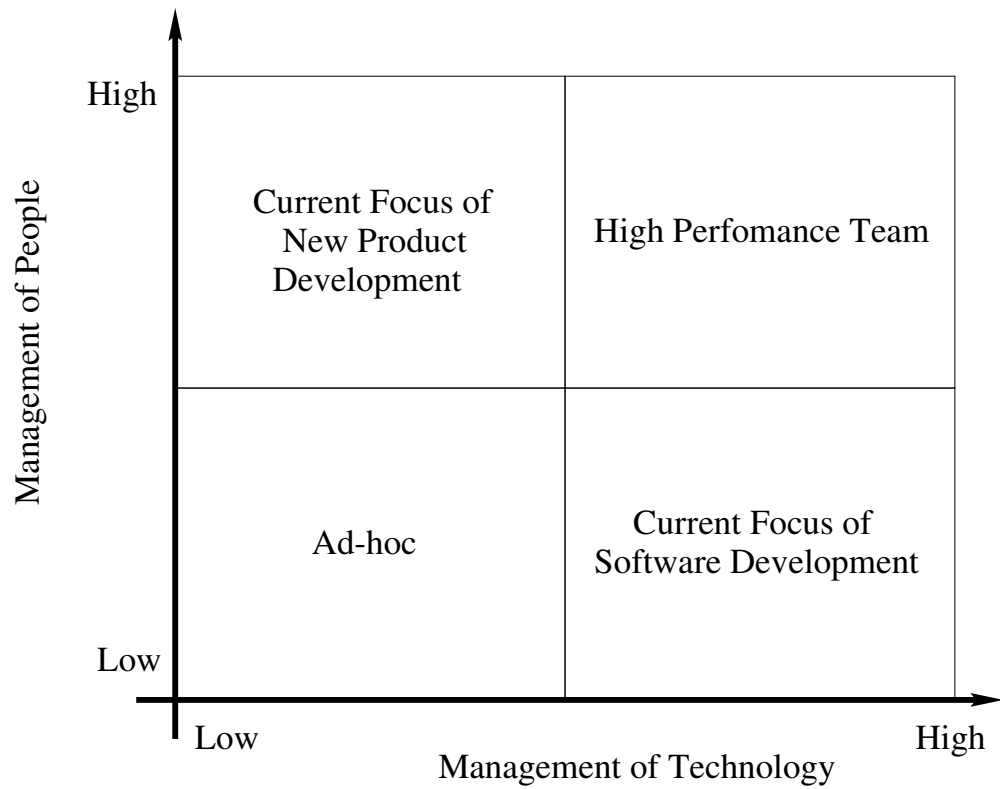 High
Management of People
Current Focus of
New Product
Development
High Perfomance Team
Ad-hoc
Current Focus of
Software Development
Low
Low
High
Management of Technology